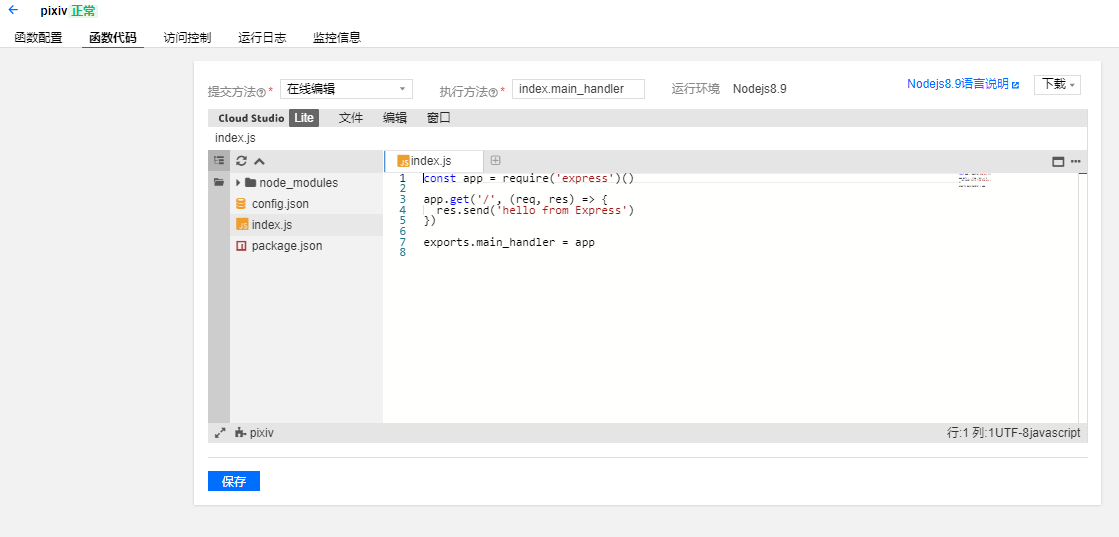 pixiv 正常
函数配置 函数代码 访问控制 运行日志 监控信息
提交方法 * 在线编辑 执行方法 * index.main_handler 运行环境 Nodejs8.9 Nodejs8.9语言说明 下载
Cloud Studio Lite 文件 编辑 窗口
index.js
index.js
node_modules
config.json
index.js
package.json
1 const app = require('express')()
2
3 app.get('/', (req, res) => {
4 res.send('hello from Express')
5 })
6
7 exports.main_handler = app
8
pixiv 行:1 列:1UTF-8javascript
保存